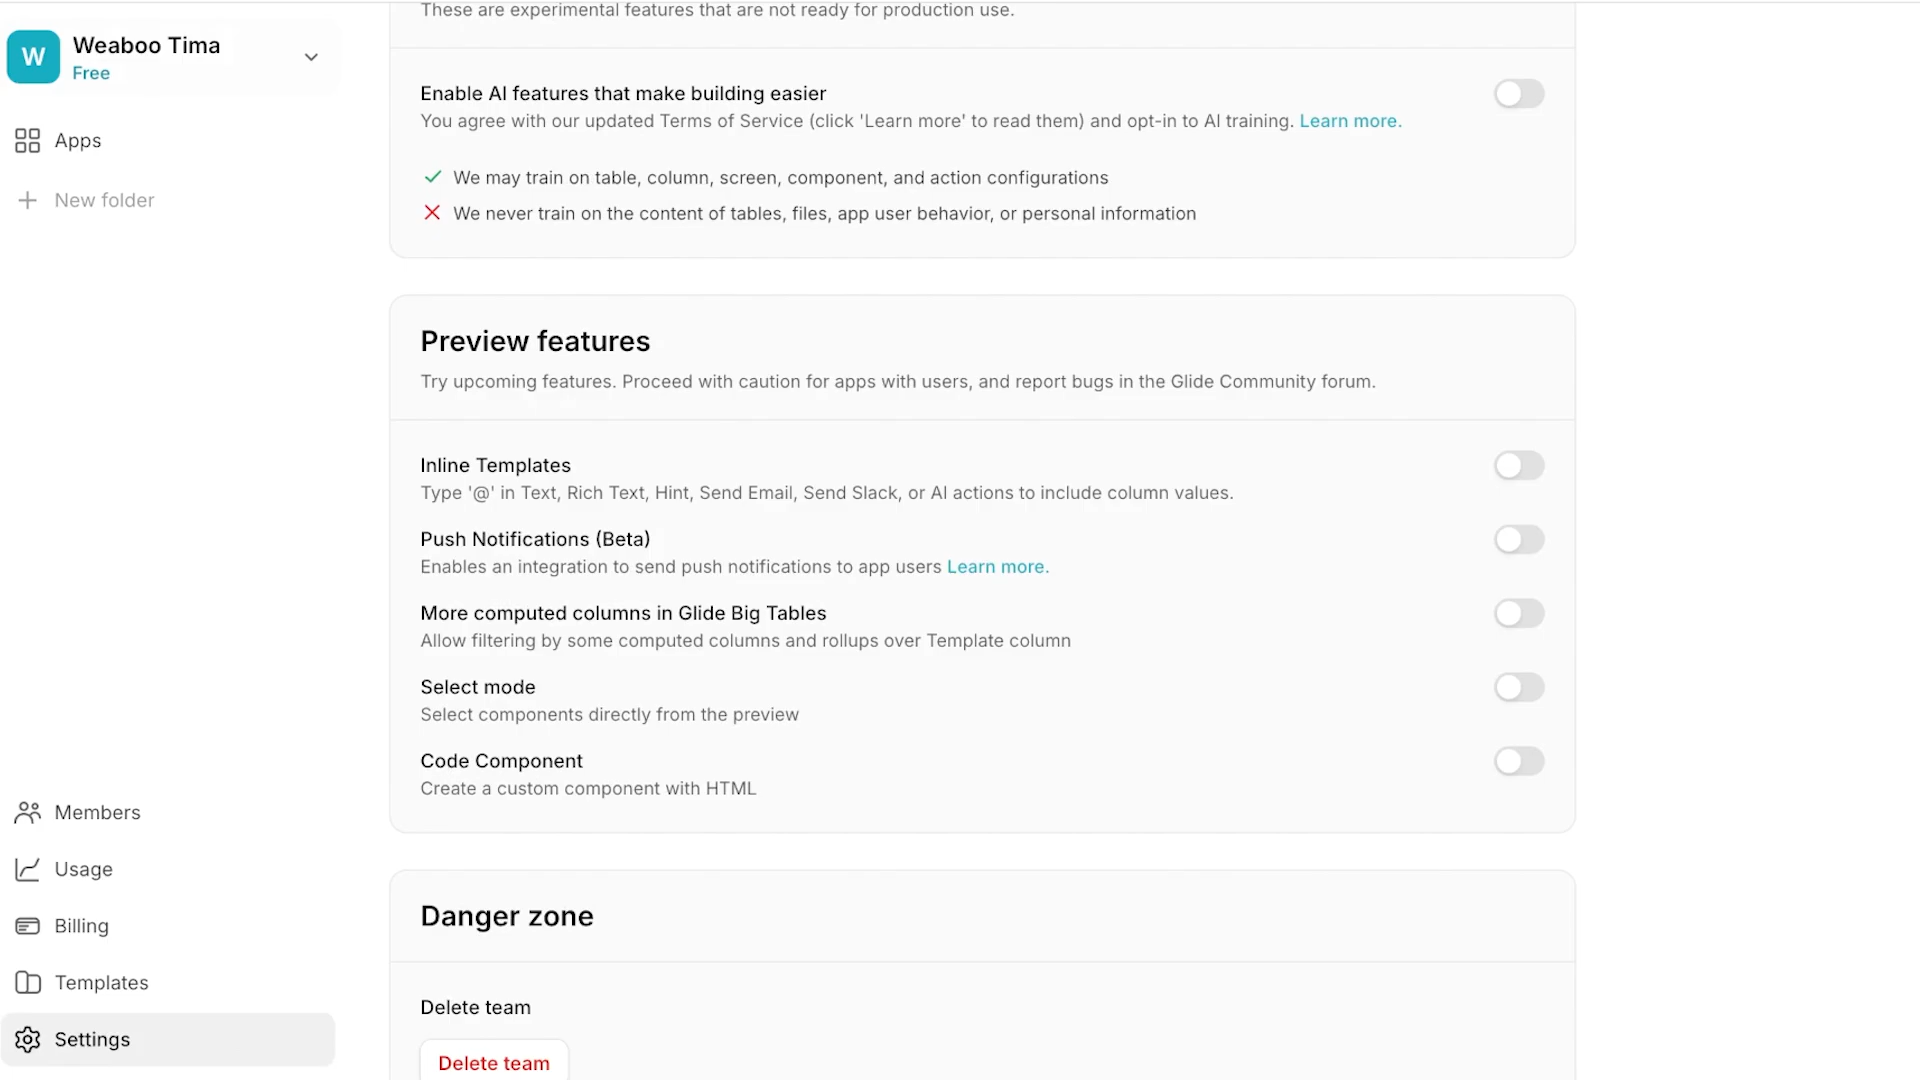 W
Weaboo Tima
Free
Apps
New folder
Members
Usage
Billing
Templates
Settings
These are experimental features that are not ready for production use.
Enable AI features that make building easier
You agree with our updated Terms of Service (click 'Learn more' to read them) and opt-in to AI training. Learn more.
We may train on table, column, screen, component, and action configurations
We never train on the content of tables, files, app user behavior, or personal information
Preview features
Try upcoming features. Proceed with caution for apps with users, and report bugs in the Glide Community forum.
Inline Templates
Type '@' in Text, Rich Text, Hint, Send Email, Send Slack, or AI actions to include column values.
Push Notifications (Beta)
Enables an integration to send push notifications to app users Learn more.
More computed columns in Glide Big Tables
Allow filtering by some computed columns and rollups over Template column
Select mode
Select components directly from the preview
Code Component
Create a custom component with HTML
Danger zone
Delete team
Delete team